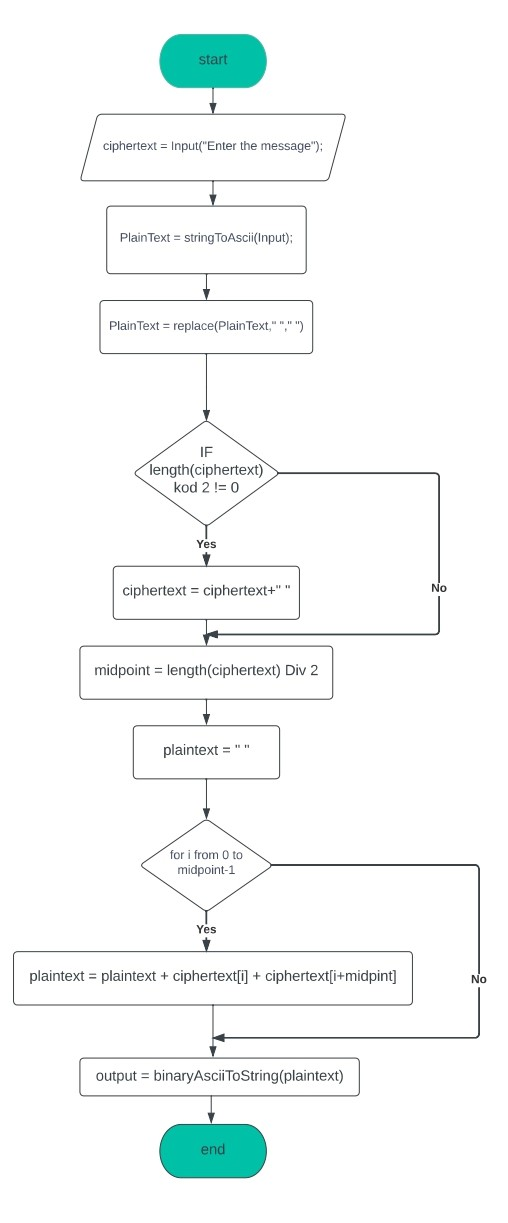 start
ciphertext = Input("Enter the message");
PlainText = stringToAscii(Input);
PlainText = replace(PlainText," "," ")
IF
length(ciphertext)
kod 2 != 0
Yes
ciphertext = ciphertext+" "
No
midpoint = length(ciphertext) Div 2
plaintext = " "
for i from 0 to
midpoint-1
Yes
plaintext = plaintext + ciphertext[i] + ciphertext[i+midpint]
No
output = binaryAsciiToString(plaintext)
end